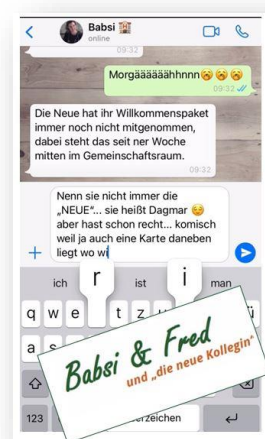 Babsi
online
09:32
Morgääääähhnnn
09:32
Die Neue hat ihr Willkommenspaket
immer noch nicht mitgenommen,
dabei steht das seit ner Woche
mitten im Gemeinschaftsraum.
09:32
Nenn sie nicht immer die
„NEUE"... sie heißt Dagmar
aber hast schon recht... komisch
weil ja auch eine Karte daneben
liegt wo wi
ich ist man
r i
q w e t z ü
a s
Babsi & Fred
und „die neue Kollegin"
123 erzeichen